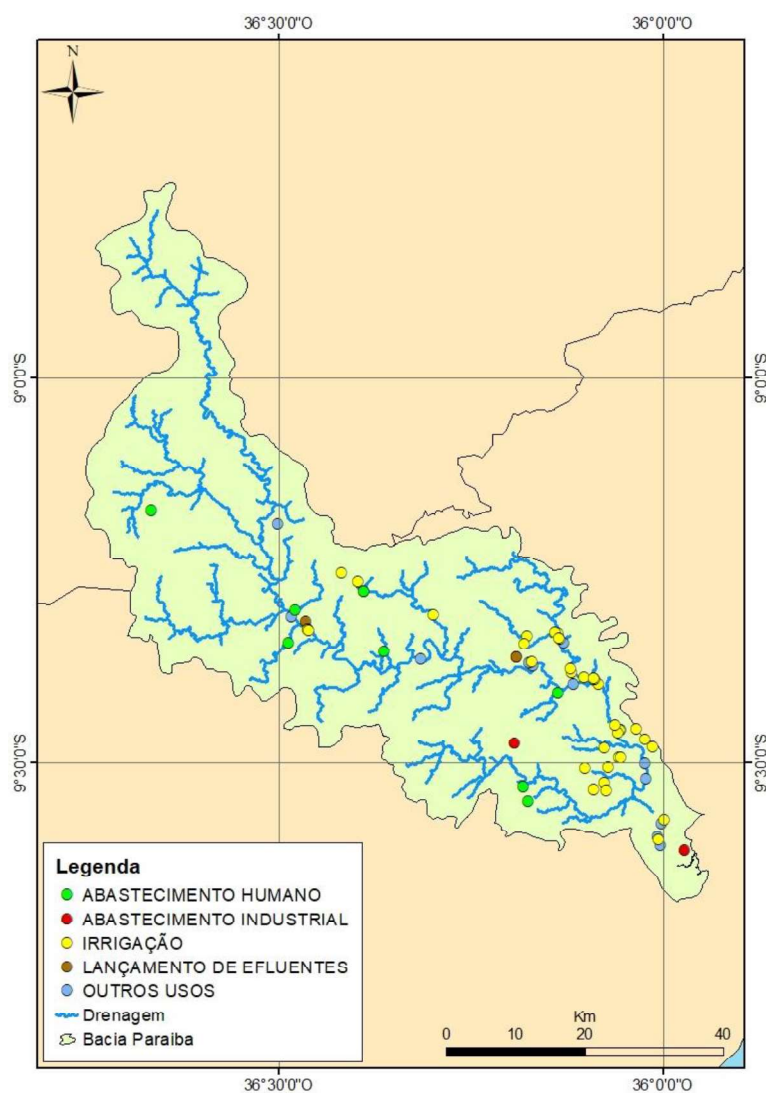 36°30'0"O 36°0'0"O
N
9°0'0"S 9°0'0"S
9°30'0"S 9°30'0"S
Legenda
ABASTECIMENTO HUMANO
ABASTECIMENTO INDUSTRIAL
IRRIGAÇÃO
LANÇAMENTO DE EFLUENTES
OUTROS USOS
Drenagem
Bacia Paraiba
Km
0 10 20 40
36°30'0"O 36°0'0"O